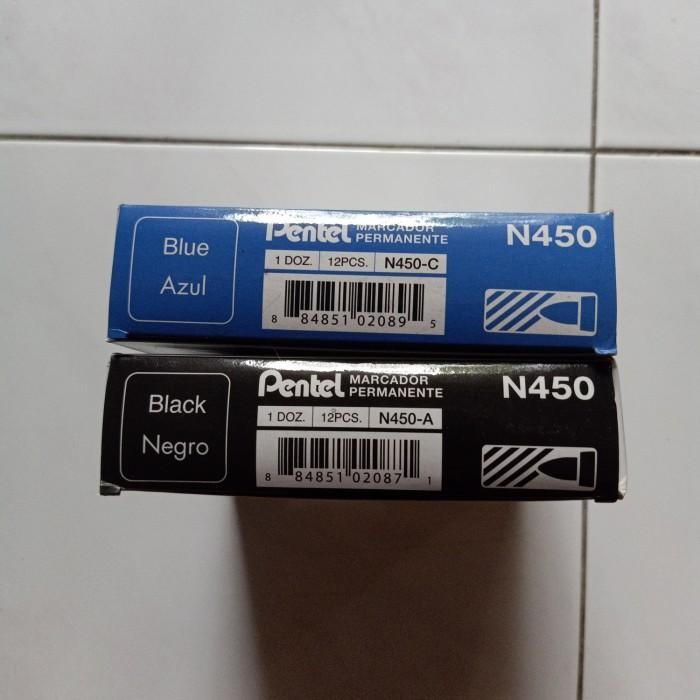 Blue
Azul
Pentel MARCADOR PERMANENTE
N450
1 DOZ. 12PCS. N450-C
8 84851 02089 5
Black
Negro
Pentel MARCADOR PERMANENTE
N450
1 DOZ. 12PCS. N450-A
8 84851 02087 1